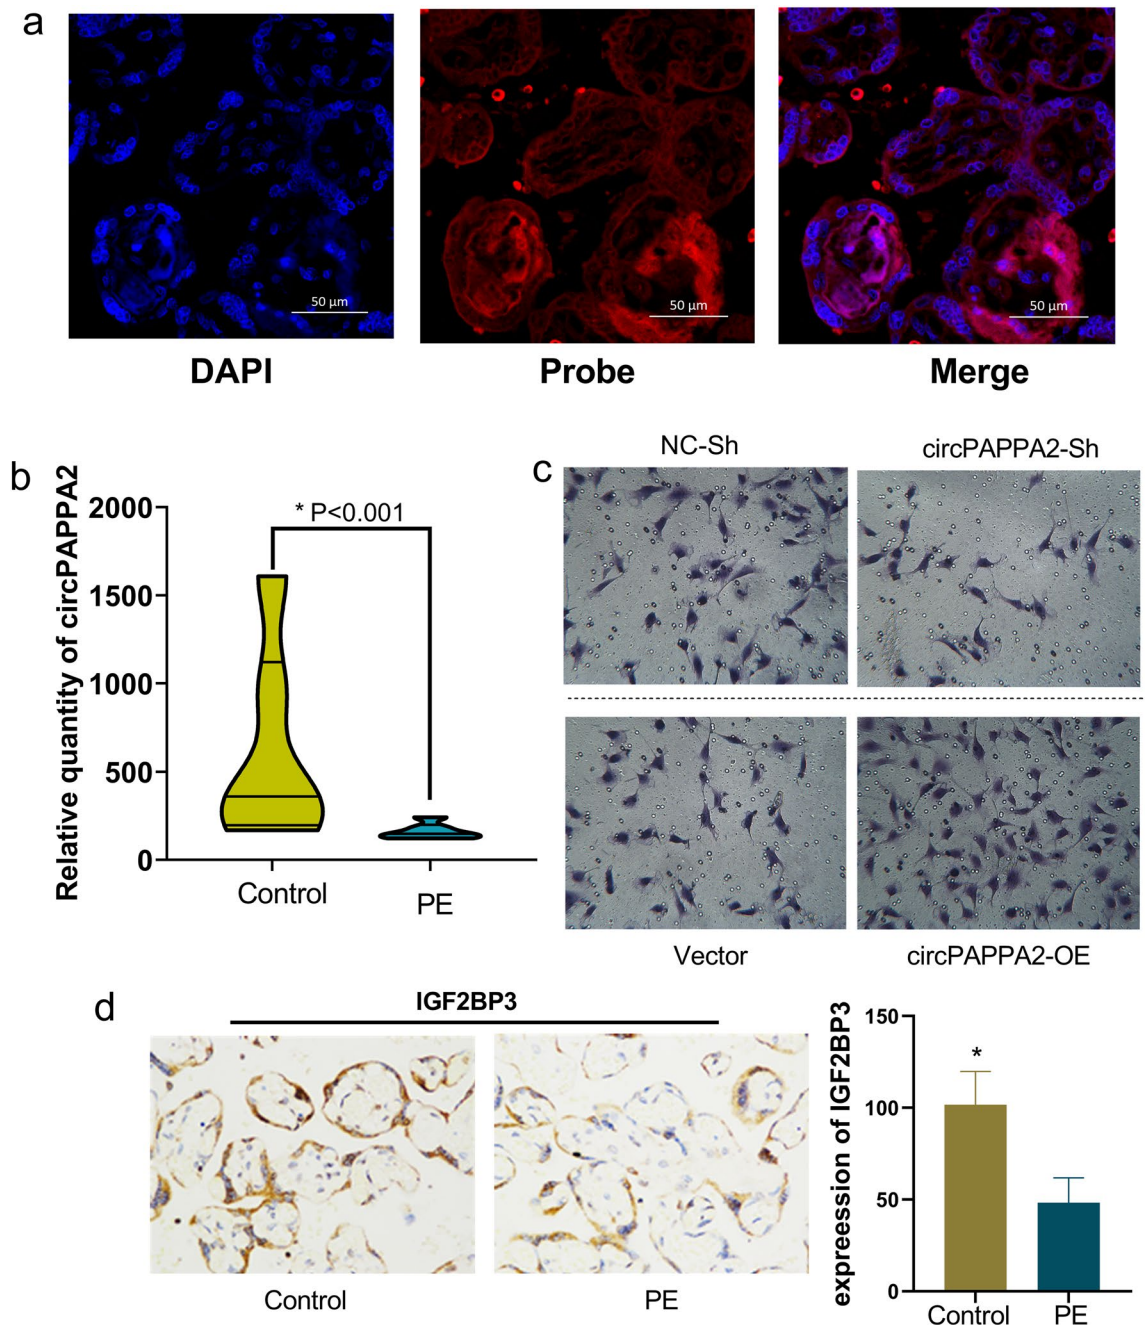 a
50 μm
50 μm
50 μm
DAPI
Probe
Merge
b
Relative quantity of circPAPPA2
2000
1500
1000
500
0
* P<0.001
Control
PE
c
NC-Sh
circPAPPA2-Sh
Vector
circPAPPA2-OE
d
IGF2BP3
Control
PE
expreession of IGF2BP3
150
100
50
0
*
Control
PE